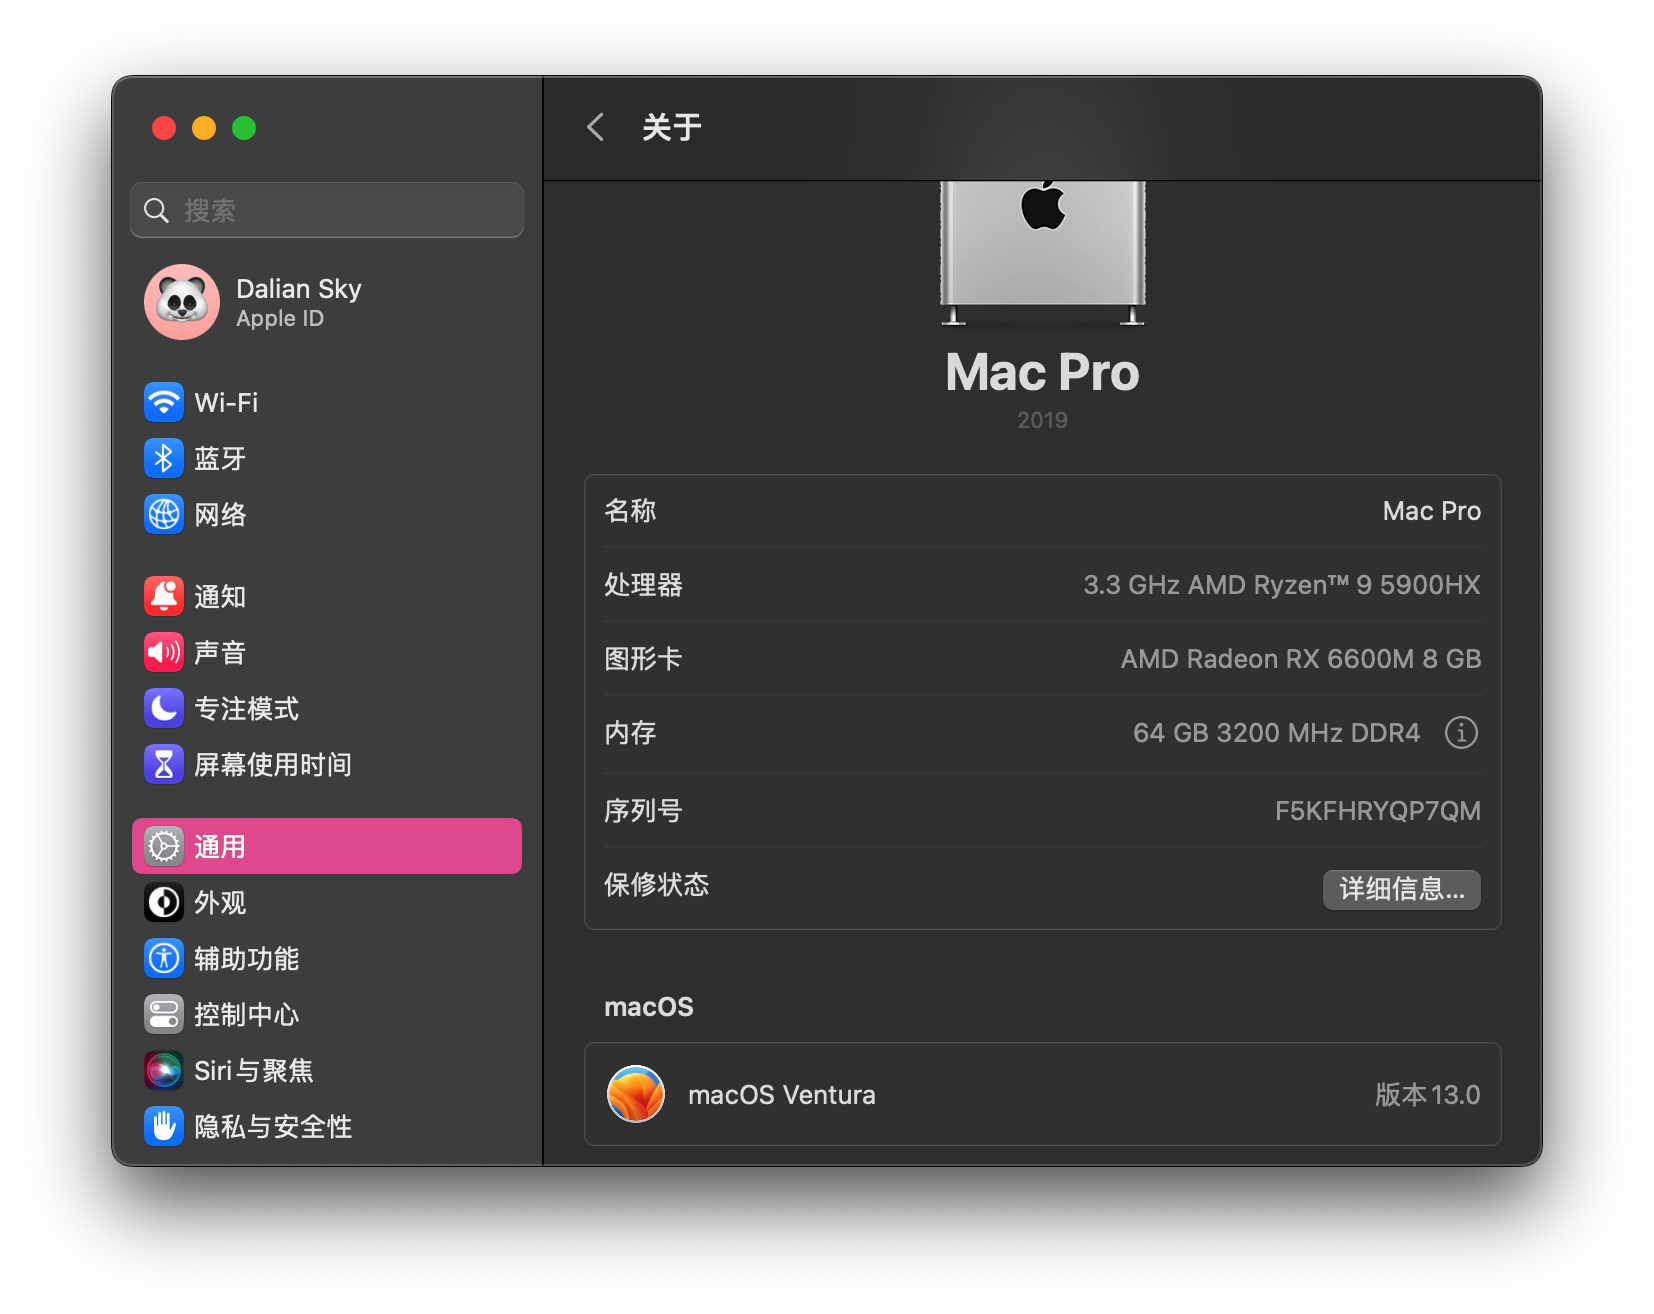 搜索
Dalian Sky
Apple ID
Wi-Fi
蓝牙
网络
通知
声音
专注模式
屏幕使用时间
通用
外观
辅助功能
控制中心
Siri与聚焦
隐私与安全性
关于
Mac Pro
2019
名称 Mac Pro
处理器 3.3 GHz AMD Ryzen™ 9 5900HX
图形卡 AMD Radeon RX 6600M 8 GB
内存 64 GB 3200 MHz DDR4
序列号 F5KFHRYQP7QM
保修状态 详细信息...
macOS
macOS Ventura 版本13.0